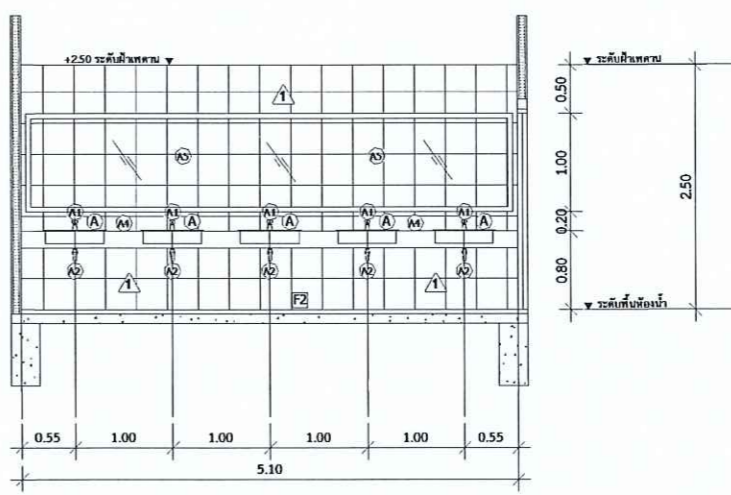 +2.50 ระดับฝ้าเพดาน
ระดับฝ้าเพดาน
1
0.50
A5 A5
1.00
2.50
A1 A1 A1 A1 A1
A A4 A A A A4 A
0.20
A2 A2 A2 A2 A2
0.80
1 1
F2
ระดับพื้นห้องน้ำ
0.55 1.00 1.00 1.00 1.00 0.55
5.10